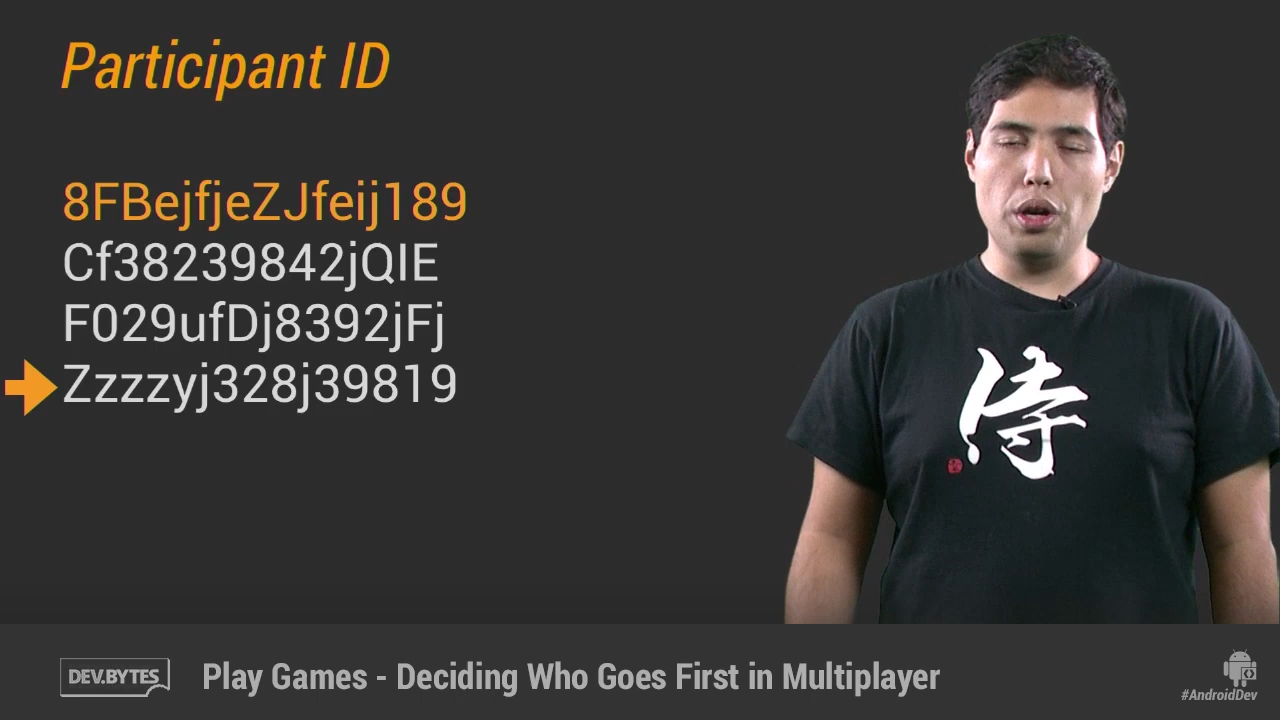 Participant ID
8FBejfjeZJfeij189
Cf38239842jQIE
F029ufDj8392jFj
Zzzzyj328j39819
侍
DEV.BYTES
Play Games - Deciding Who Goes First in Multiplayer
#AndroidDev